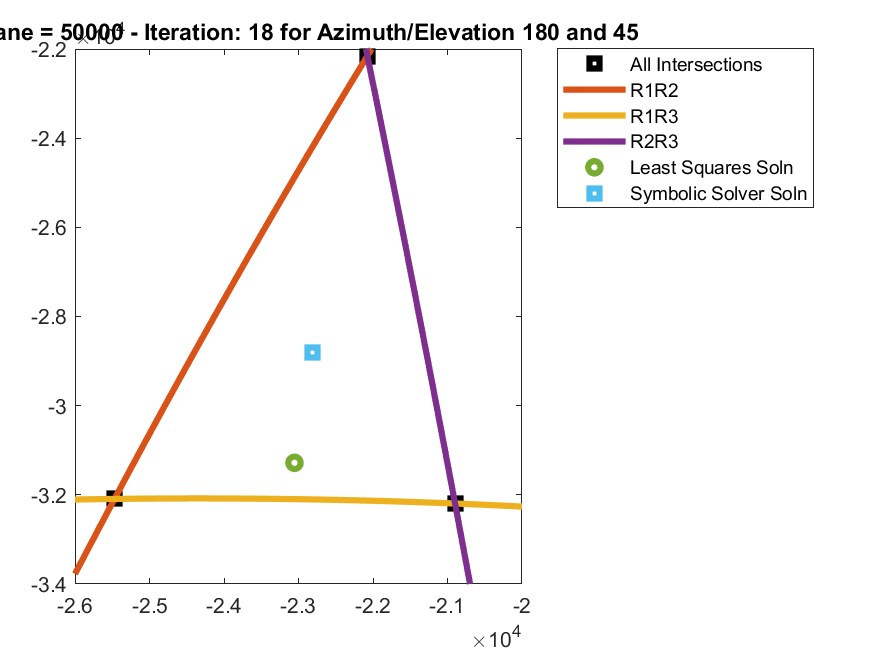 ane = 50000 - Iteration: 18 for Azimuth/Elevation 180 and 45
×10⁴
-2.2
-2.4
-2.6
-2.8
-3
-3.2
-3.4
-2.6 -2.5 -2.4 -2.3 -2.2 -2.1 -2
×10⁴
All Intersections
R1R2
R1R3
R2R3
Least Squares Soln
Symbolic Solver Soln